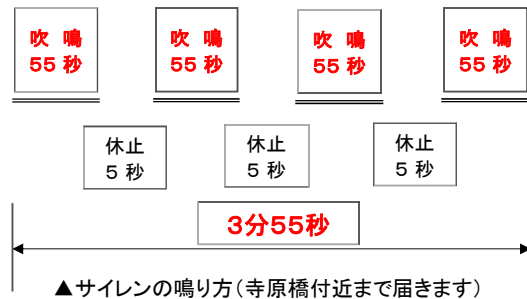 吹 鳴
55 秒
吹 鳴
55 秒
吹 鳴
55 秒
吹 鳴
55 秒
休止
5 秒
休止
5 秒
休止
5 秒
3分55秒
▲サイレンの鳴り方(寺原橋付近まで届きます)